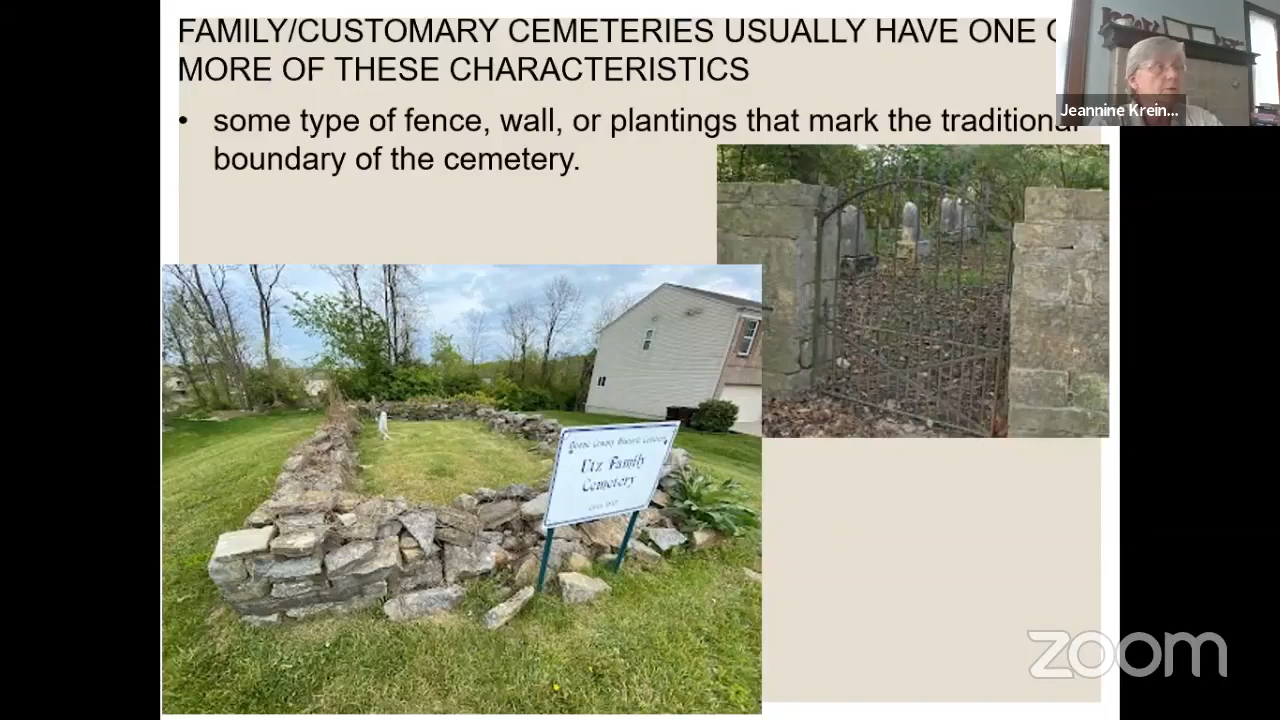 FAMILY/CUSTOMARY CEMETERIES USUALLY HAVE ONE
MORE OF THESE CHARACTERISTICS
• some type of fence, wall, or plantings that mark the traditional
boundary of the cemetery.
Jeannine Krein...
Utz Family
Cemetery
zoom